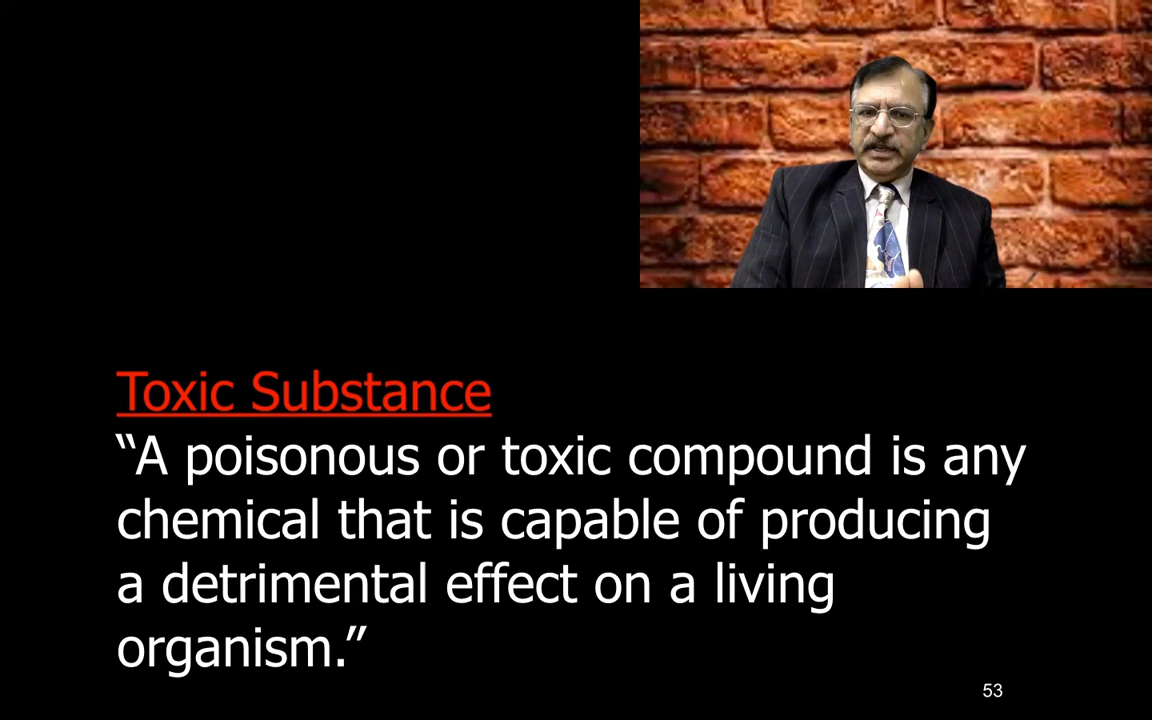 Toxic Substance
“A poisonous or toxic compound is any
chemical that is capable of producing
a detrimental effect on a living
organism.”
53